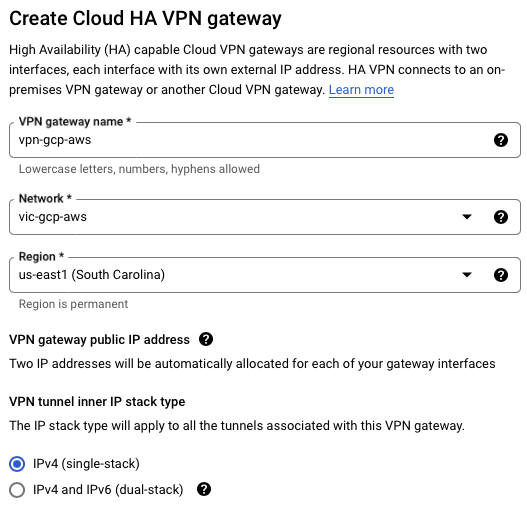 Create Cloud HA VPN gateway
High Availability (HA) capable Cloud VPN gateways are regional resources with two
interfaces, each interface with its own external IP address. HA VPN connects to an on-
premises VPN gateway or another Cloud VPN gateway. Learn more
VPN gateway name *
vpn-gcp-aws
Lowercase letters, numbers, hyphens allowed
Network *
vic-gcp-aws
Region *
us-east1 (South Carolina)
Region is permanent
VPN gateway public IP address
Two IP addresses will be automatically allocated for each of your gateway interfaces
VPN tunnel inner IP stack type
The IP stack type will apply to all the tunnels associated with this VPN gateway.
IPv4 (single-stack)
IPv4 and IPv6 (dual-stack)